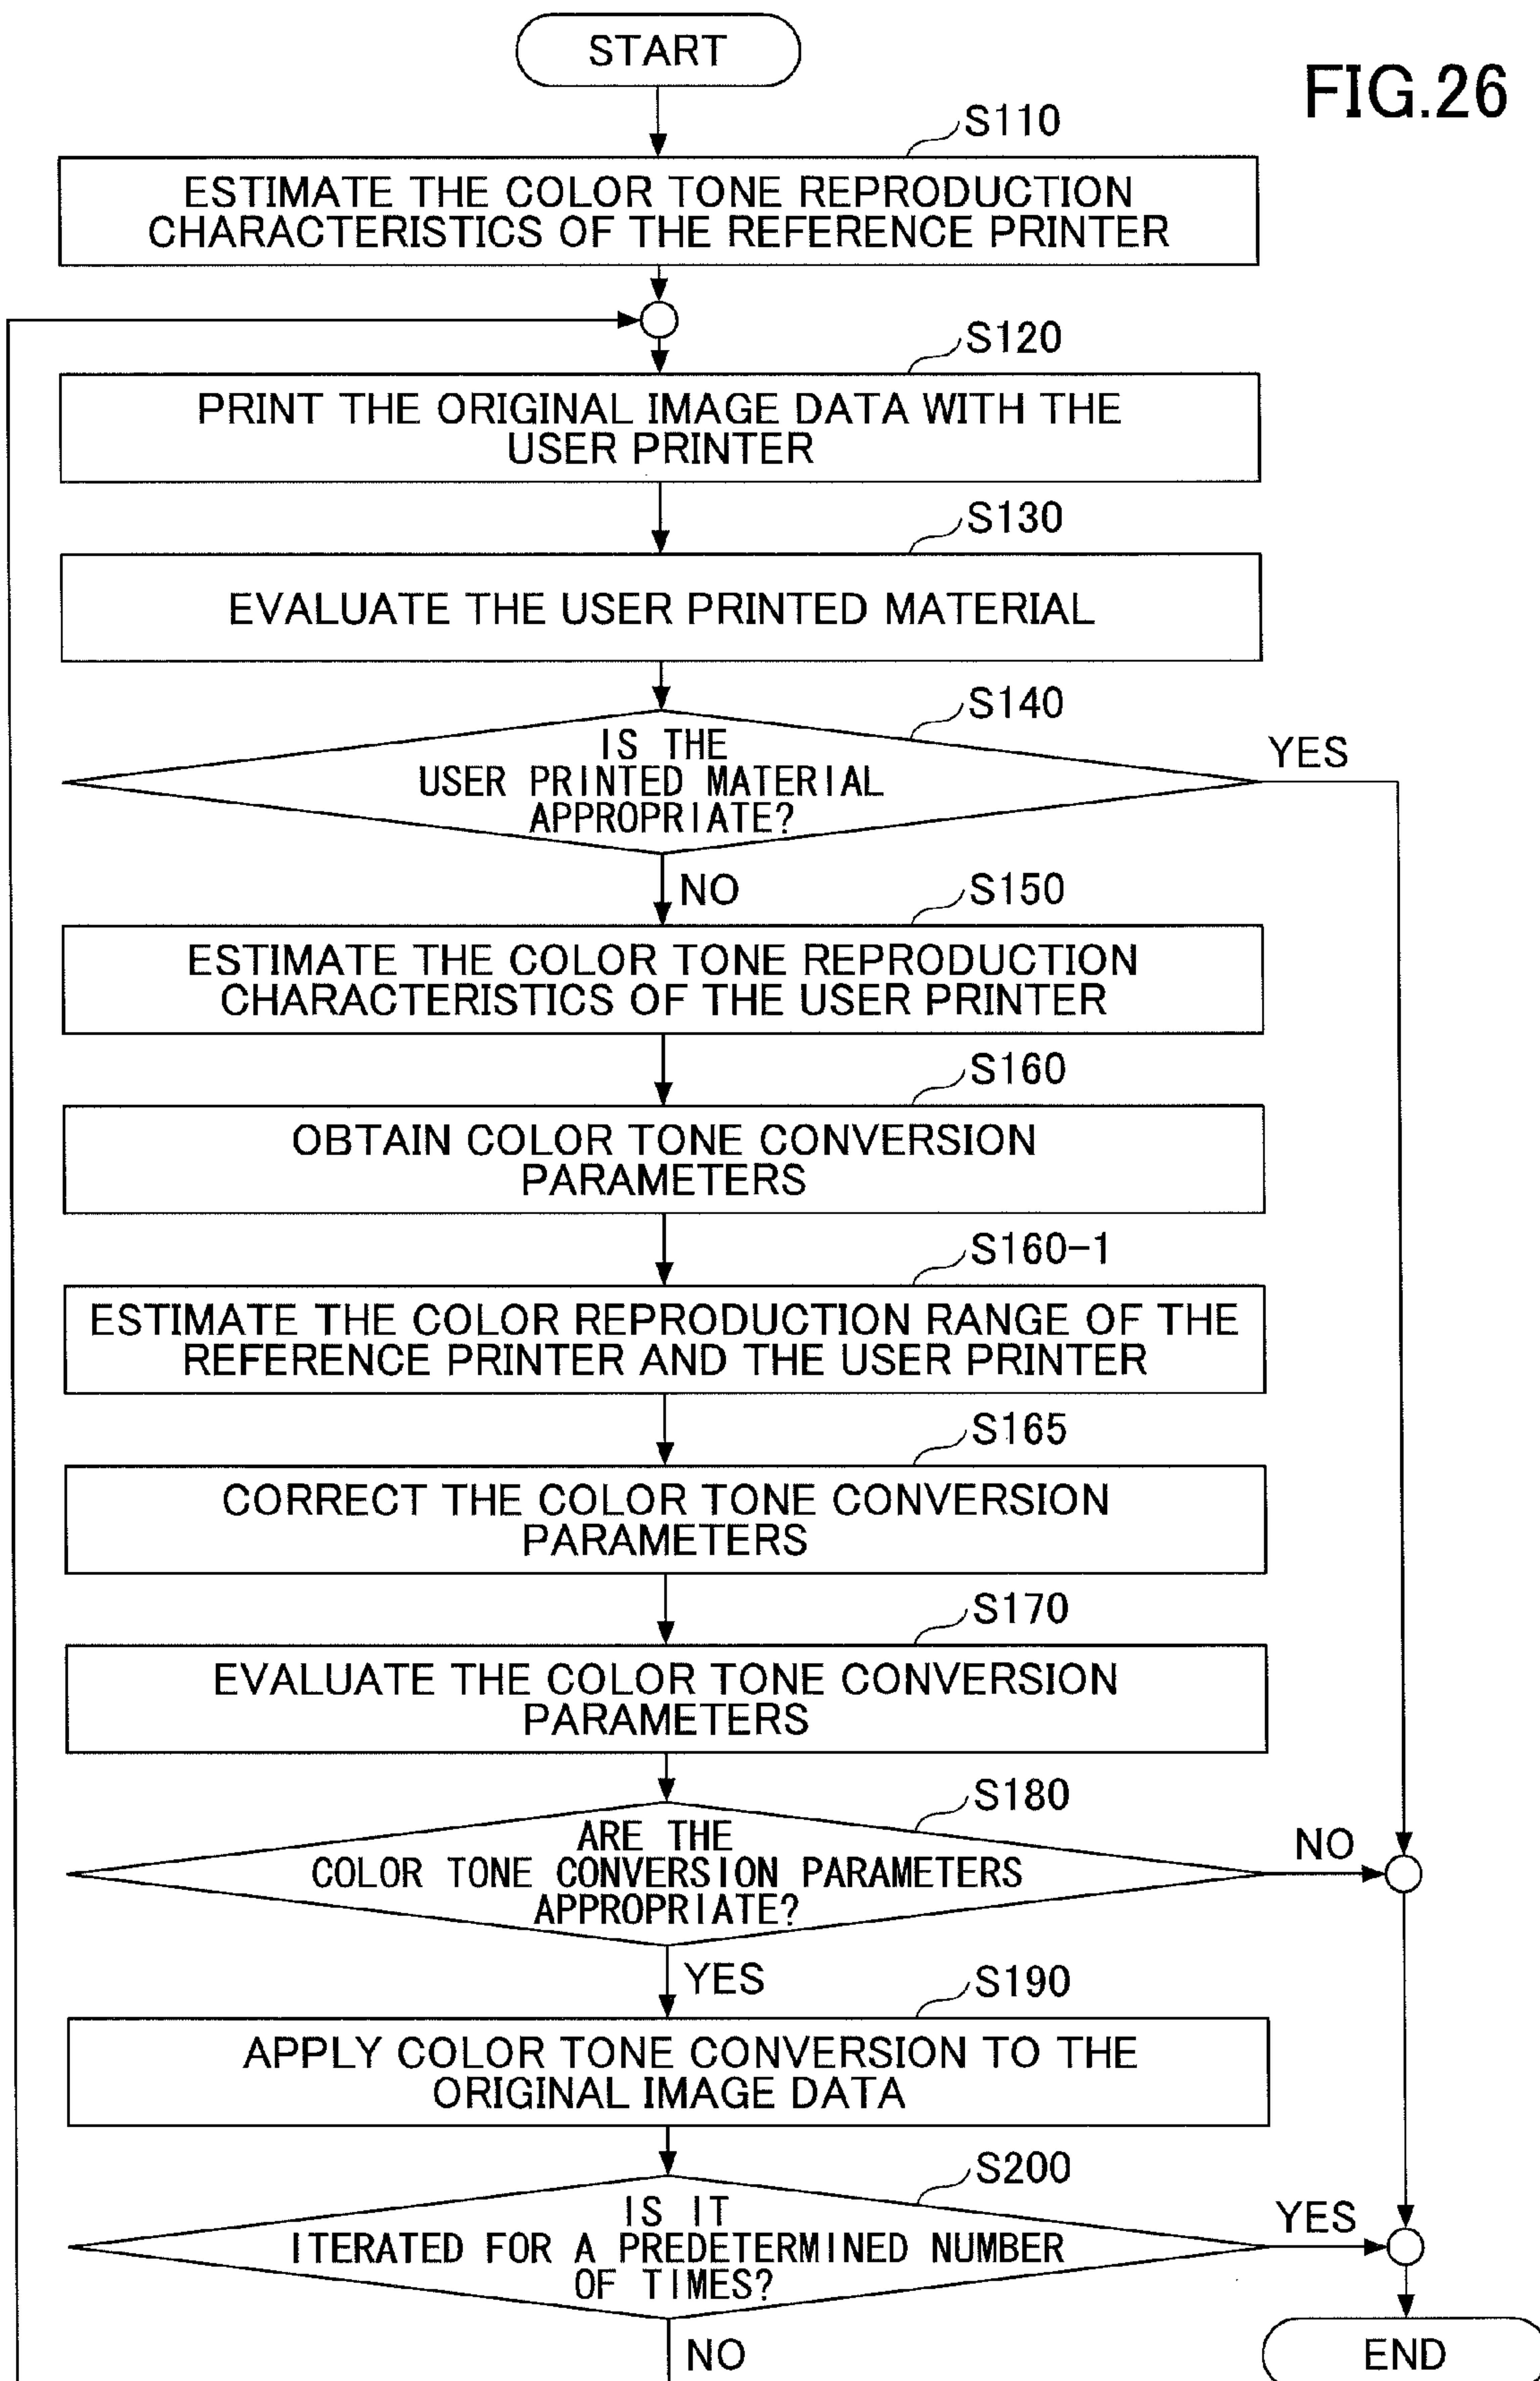 START
FIG.26
S110
ESTIMATE THE COLOR TONE REPRODUCTION
CHARACTERISTICS OF THE REFERENCE PRINTER
S120
PRINT THE ORIGINAL IMAGE DATA WITH THE
USER PRINTER
S130
EVALUATE THE USER PRINTED MATERIAL
S140
IS THE
USER PRINTED MATERIAL
APPROPRIATE?
YES
NO
S150
ESTIMATE THE COLOR TONE REPRODUCTION
CHARACTERISTICS OF THE USER PRINTER
S160
OBTAIN COLOR TONE CONVERSION
PARAMETERS
S160-1
ESTIMATE THE COLOR REPRODUCTION RANGE OF THE
REFERENCE PRINTER AND THE USER PRINTER
S165
CORRECT THE COLOR TONE CONVERSION
PARAMETERS
S170
EVALUATE THE COLOR TONE CONVERSION
PARAMETERS
S180
ARE THE
COLOR TONE CONVERSION PARAMETERS
APPROPRIATE?
NO
YES
S190
APPLY COLOR TONE CONVERSION TO THE
ORIGINAL IMAGE DATA
S200
IS IT
ITERATED FOR A PREDETERMINED NUMBER
OF TIMES?
YES
NO
END